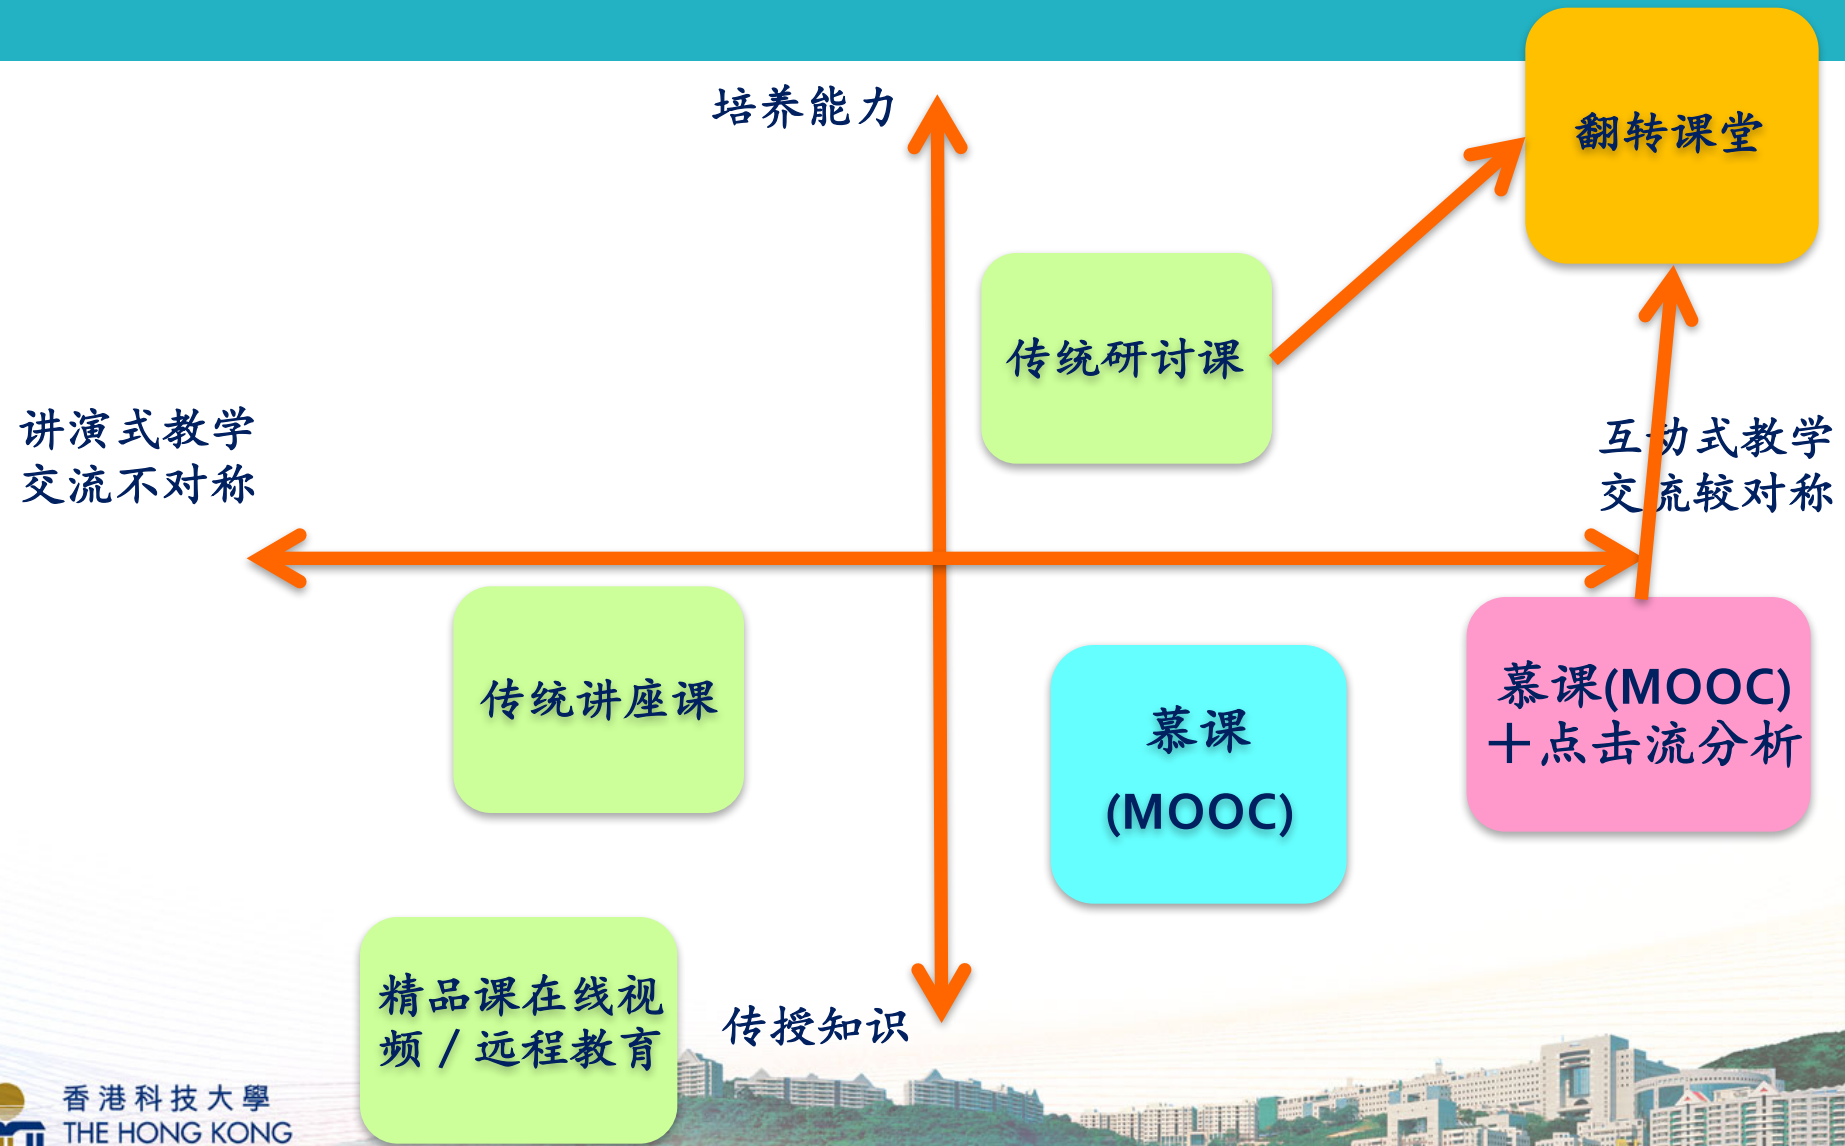 培养能力
翻转课堂
传统研讨课
讲演式教学
交流不对称
互动式教学
交流较对称
传统讲座课
慕课
(MOOC)
慕课(MOOC)
＋点击流分析
精品课在线视
频／远程教育
传授知识
香港科技大學
THE HONG KONG